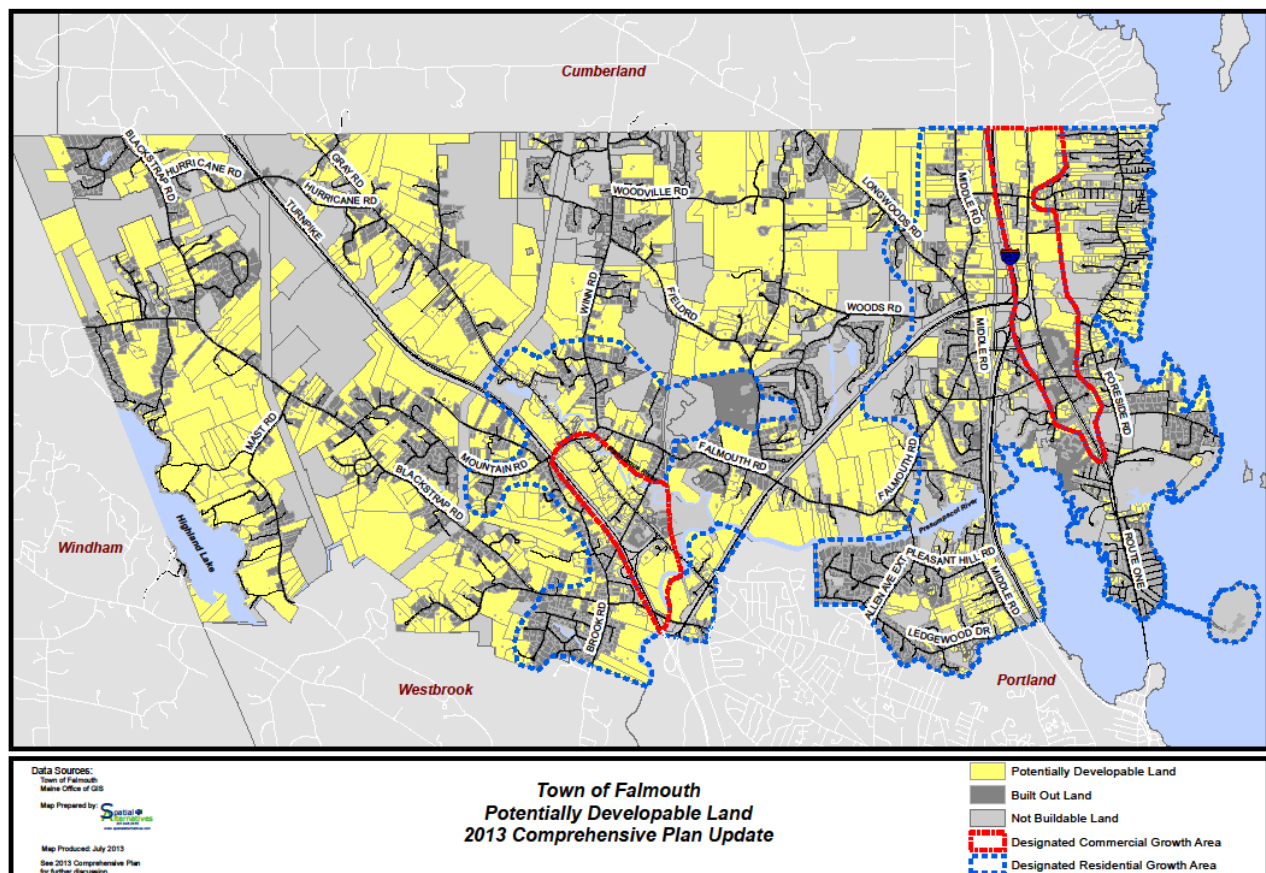 Cumberland
BLACKSTRAP RD
HURRICANE RD
GRAY RD
HURRICANE RD
TURNPIKE
WOODVILLE RD
LONGWOODS RD
MIDDLE RD
WINN RD
FIELD RD
WOODS RD
MIDDLE RD
FORESIDE RD
MAST RD
MOUNTAIN RD
BLACKSTRAP RD
FALMOUTH RD
FALMOUTH RD
Presumpscot River
Highland Lake
Windham
PLEASANT HILL RD
ALLEN AVE EXT
MIDDLE RD
ROUTE ONE
BROOK RD
LEDGEWOOD DR
Westbrook
Portland
Data Sources:
Town of Falmouth
Maine Office of GIS
Map Prepared by:
Spatial
Alternatives
Map Produced: July 2013
See 2013 Comprehensive Plan
for further discussion
Town of Falmouth
Potentially Developable Land
2013 Comprehensive Plan Update
Potentially Developable Land
Built Out Land
Not Buildable Land
Designated Commercial Growth Area
Designated Residential Growth Area